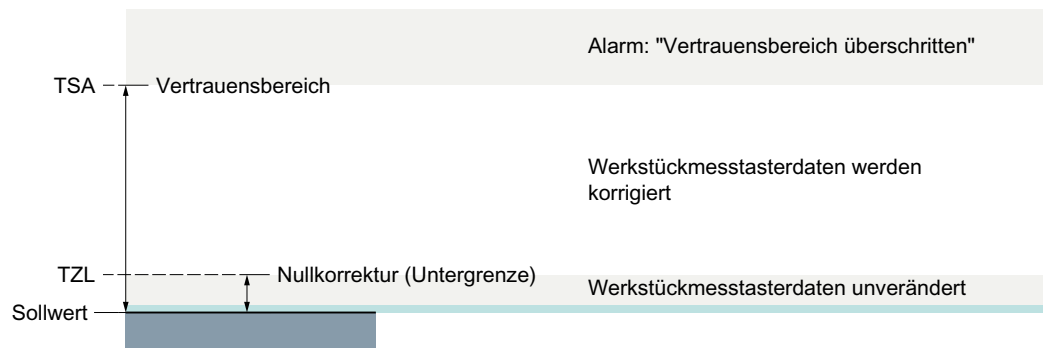 Alarm: "Vertrauensbereich überschritten"
TSA
Vertrauensbereich
Werkstückmesstasterdaten werden
korrigiert
TZL
Nullkorrektur (Untergrenze)
Werkstückmesstasterdaten unverändert
Sollwert